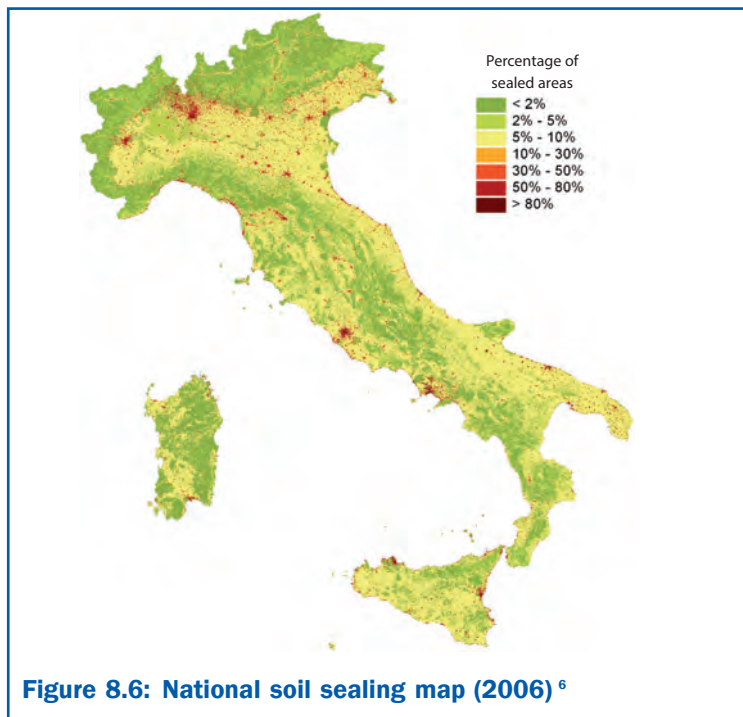 Percentage of
sealed areas
< 2%
2% - 5%
5% - 10%
10% - 30%
30% - 50%
50% - 80%
> 80%
Figure 8.6: National soil sealing map (2006) 6